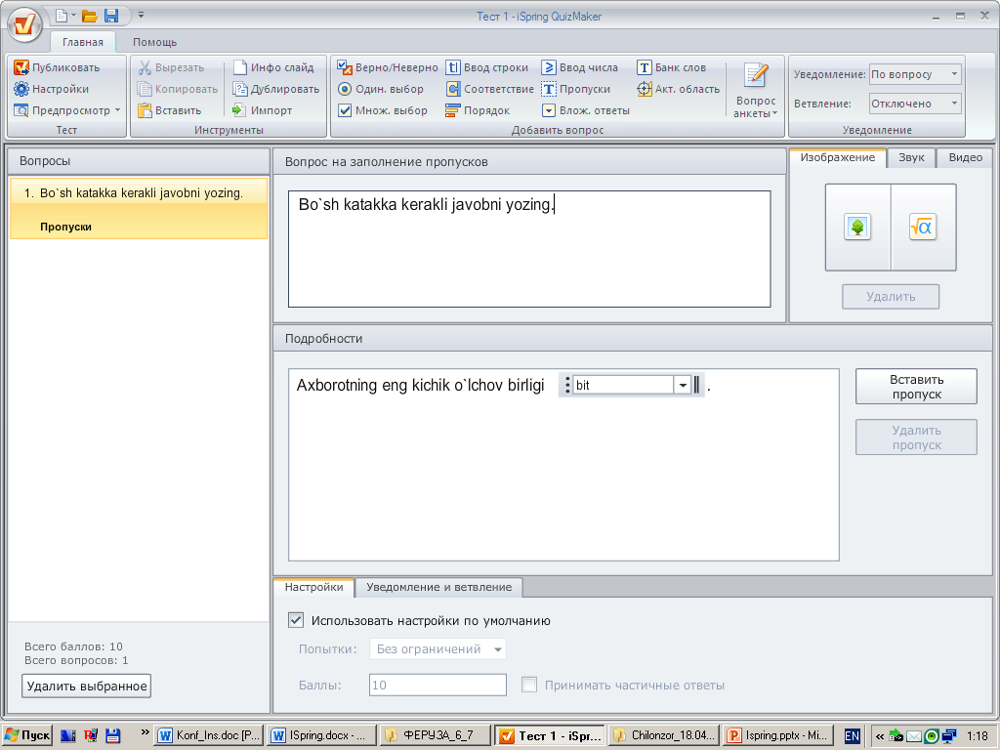 Тест 1 - iSpring QuizMaker
Главная Помощь
Публиковать Вырезать Инфо слайд Верно/Неверно Ввод строки Ввод числа Банк слов
Настройки Копировать Дублировать Один. выбор Соответствие Пропуски Акт. область
Предпросмотр Вставить Импорт Множ. выбор Порядок Влож. ответы
Вопрос анкеты
Уведомление: По вопросу
Ветвление: Отключено
Тест Инструменты Добавить вопрос Уведомление
Вопросы
1. Bo`sh katakka kerakli javobni yozing.
Пропуски
Всего баллов: 10
Всего вопросов: 1
Удалить выбранное
Вопрос на заполнение пропусков
Bo`sh katakka kerakli javobni yozing.
Изображение Звук Видео
Удалить
Подробности
Axborotning eng kichik o`lchov birligi bit .
Вставить
пропуск
Удалить
пропуск
Настройки Уведомление и ветвление
Использовать настройки по умолчанию
Попытки: Без ограничений
Баллы: 10 Принимать частичные ответы
Пуск » Konf_Ins.doc [P... ISpring.docx - ... ФЕРУЗА_6_7 Тест 1 - iSpr... Chilonzor_18.04... Ispring.pptx - Mi... EN « 1:18